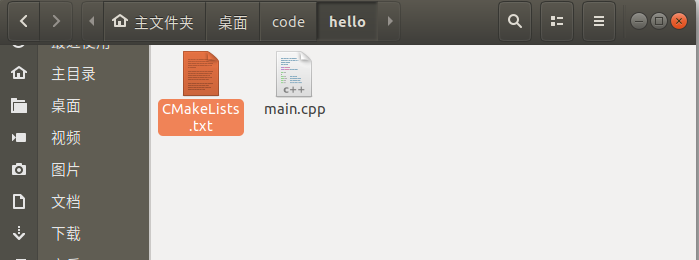 主文件夹 桌面 code hello
主目录
桌面
视频
图片
文档
下载
CMakeLists
.txt
main.cpp
c++